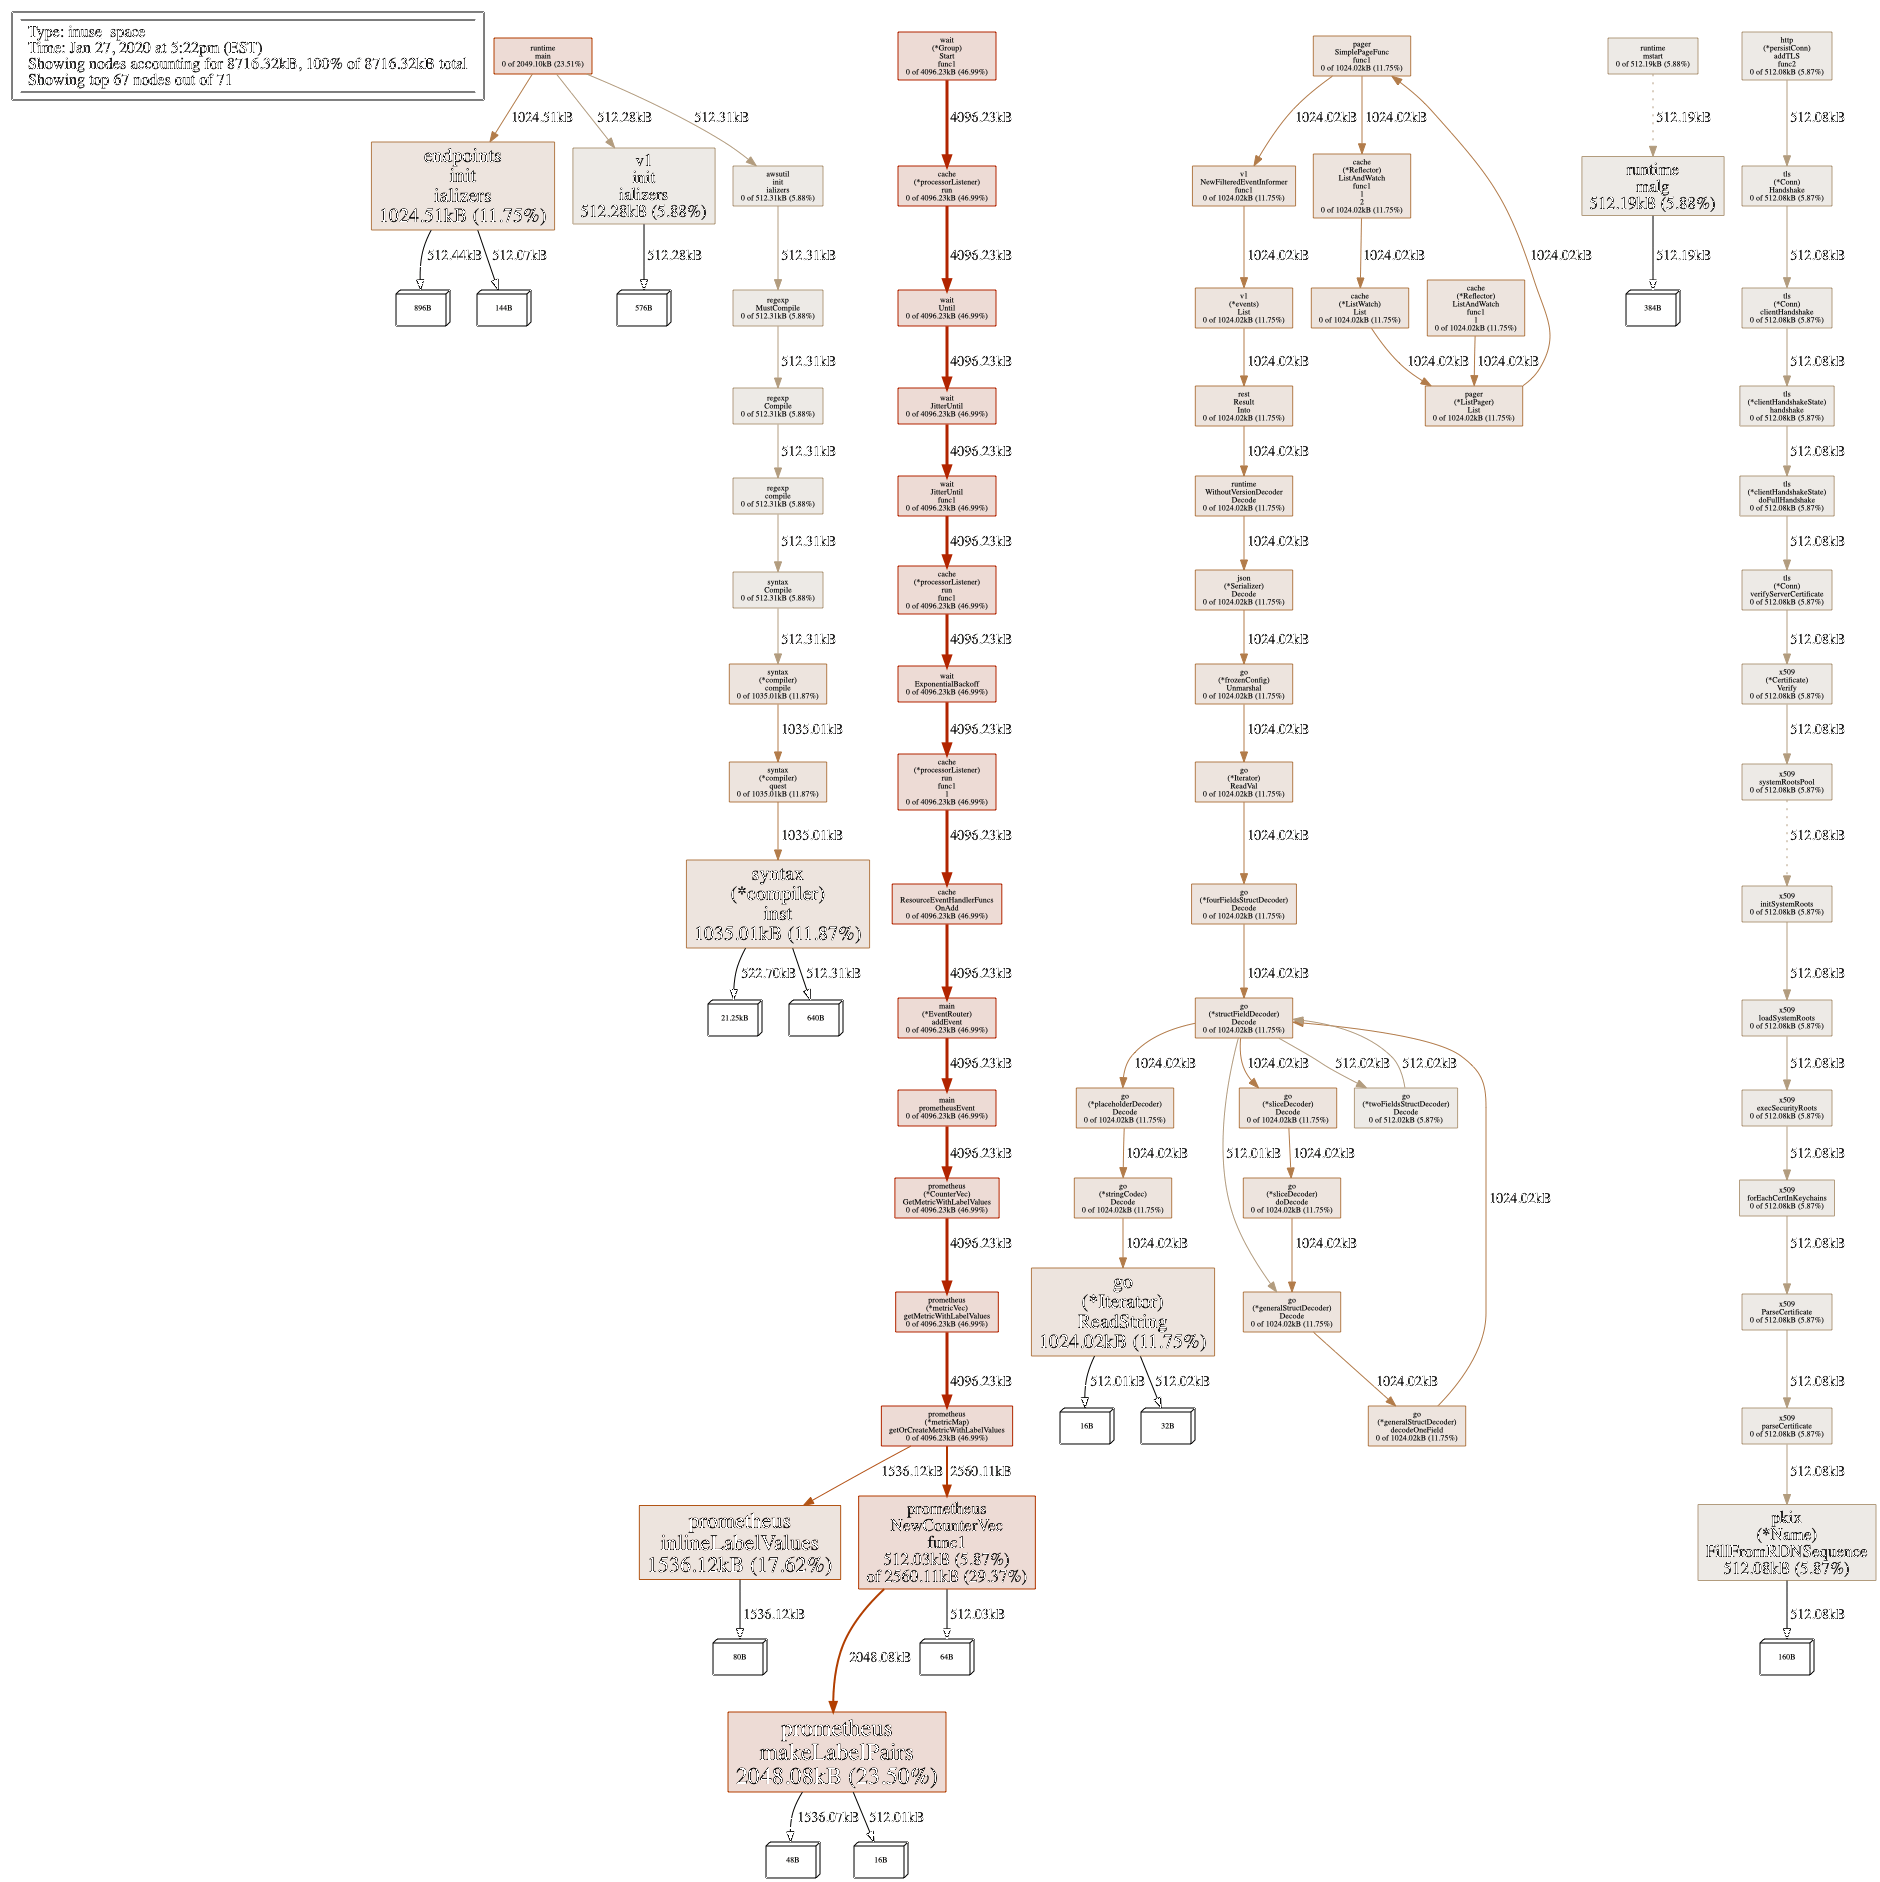 Type: inuse_space
Time: Jan 27, 2020 at 5:22pm (EST)
Showing nodes accounting for 8716.32kB, 100% of 8716.32kB total
Showing top 67 nodes out of 71
runtime
main
0 of 2049.10kB (23.51%)
1024.51kB
512.28kB
512.31kB
endpoints
init
ializers
1024.51kB (11.75%)
512.44kB
512.07kB
896B
144B
v1
init
ializers
512.28kB (5.88%)
512.28kB
576B
awsutil
init
ializers
0 of 512.31kB (5.88%)
512.31kB
regexp
MustCompile
0 of 512.31kB (5.88%)
512.31kB
regexp
Compile
0 of 512.31kB (5.88%)
512.31kB
regexp
compile
0 of 512.31kB (5.88%)
512.31kB
syntax
Compile
0 of 512.31kB (5.88%)
512.31kB
syntax
(*compiler)
compile
0 of 1035.01kB (11.87%)
1035.01kB
syntax
(*compiler)
quest
0 of 1035.01kB (11.87%)
1035.01kB
syntax
(*compiler)
inst
1035.01kB (11.87%)
522.70kB
512.31kB
21.25kB
640B
wait
(*Group)
Start
func1
0 of 4096.23kB (46.99%)
4096.23kB
cache
(*processorListener)
run
0 of 4096.23kB (46.99%)
4096.23kB
wait
Until
0 of 4096.23kB (46.99%)
4096.23kB
wait
JitterUntil
0 of 4096.23kB (46.99%)
4096.23kB
wait
JitterUntil
func1
0 of 4096.23kB (46.99%)
4096.23kB
cache
(*processorListener)
run
func1
0 of 4096.23kB (46.99%)
4096.23kB
wait
ExponentialBackoff
0 of 4096.23kB (46.99%)
4096.23kB
cache
(*processorListener)
run
func1
1
0 of 4096.23kB (46.99%)
4096.23kB
cache
ResourceEventHandlerFuncs
OnAdd
0 of 4096.23kB (46.99%)
4096.23kB
main
(*EventRouter)
addEvent
0 of 4096.23kB (46.99%)
4096.23kB
main
prometheusEvent
0 of 4096.23kB (46.99%)
4096.23kB
prometheus
(*CounterVec)
GetMetricWithLabelValues
0 of 4096.23kB (46.99%)
4096.23kB
prometheus
(*metricVec)
getMetricWithLabelValues
0 of 4096.23kB (46.99%)
4096.23kB
prometheus
(*metricMap)
getOrCreateMetricWithLabelValues
0 of 4096.23kB (46.99%)
1536.12kB
2560.11kB
prometheus
inlineLabelValues
1536.12kB (17.62%)
1536.12kB
80B
prometheus
NewCounterVec
func1
512.03kB (5.87%)
of 2560.11kB (29.37%)
2048.08kB
512.03kB
64B
prometheus
makeLabelPairs
2048.08kB (23.50%)
1536.07kB
512.01kB
48B
16B
pager
SimplePageFunc
func1
0 of 1024.02kB (11.75%)
1024.02kB
1024.02kB
v1
NewFilteredEventInformer
func1
0 of 1024.02kB (11.75%)
1024.02kB
cache
(*Reflector)
ListAndWatch
func1
1
2
0 of 1024.02kB (11.75%)
1024.02kB
1024.02kB
v1
(*events)
List
0 of 1024.02kB (11.75%)
1024.02kB
cache
(*ListWatch)
List
0 of 1024.02kB (11.75%)
1024.02kB
cache
(*Reflector)
ListAndWatch
func1
1
0 of 1024.02kB (11.75%)
1024.02kB
pager
(*ListPager)
List
0 of 1024.02kB (11.75%)
rest
Result
Into
0 of 1024.02kB (11.75%)
1024.02kB
runtime
WithoutVersionDecoder
Decode
0 of 1024.02kB (11.75%)
1024.02kB
json
(*Serializer)
Decode
0 of 1024.02kB (11.75%)
1024.02kB
go
(*frozenConfig)
Unmarshal
0 of 1024.02kB (11.75%)
1024.02kB
go
(*Iterator)
ReadVal
0 of 1024.02kB (11.75%)
1024.02kB
go
(*fourFieldsStructDecoder)
Decode
0 of 1024.02kB (11.75%)
1024.02kB
go
(*structFieldDecoder)
Decode
0 of 1024.02kB (11.75%)
1024.02kB
1024.02kB
512.02kB
512.02kB
go
(*placeholderDecoder)
Decode
0 of 1024.02kB (11.75%)
1024.02kB
go
(*sliceDecoder)
Decode
0 of 1024.02kB (11.75%)
512.01kB
1024.02kB
go
(*twoFieldsStructDecoder)
Decode
0 of 512.02kB (5.87%)
go
(*stringCodec)
Decode
0 of 1024.02kB (11.75%)
1024.02kB
go
(*sliceDecoder)
doDecode
0 of 1024.02kB (11.75%)
1024.02kB
1024.02kB
go
(*Iterator)
ReadString
1024.02kB (11.75%)
512.01kB
512.02kB
16B
32B
go
(*generalStructDecoder)
Decode
0 of 1024.02kB (11.75%)
1024.02kB
go
(*generalStructDecoder)
decodeOneField
0 of 1024.02kB (11.75%)
runtime
mstart
0 of 512.19kB (5.88%)
512.19kB
runtime
malg
512.19kB (5.88%)
512.19kB
384B
http
(*persistConn)
addTLS
func2
0 of 512.08kB (5.87%)
512.08kB
tls
(*Conn)
Handshake
0 of 512.08kB (5.87%)
512.08kB
tls
(*Conn)
clientHandshake
0 of 512.08kB (5.87%)
512.08kB
tls
(*clientHandshakeState)
handshake
0 of 512.08kB (5.87%)
512.08kB
tls
(*clientHandshakeState)
doFullHandshake
0 of 512.08kB (5.87%)
512.08kB
tls
(*Conn)
verifyServerCertificate
0 of 512.08kB (5.87%)
512.08kB
x509
(*Certificate)
Verify
0 of 512.08kB (5.87%)
512.08kB
x509
systemRootsPool
0 of 512.08kB (5.87%)
512.08kB
x509
initSystemRoots
0 of 512.08kB (5.87%)
512.08kB
x509
loadSystemRoots
0 of 512.08kB (5.87%)
512.08kB
x509
execSecurityRoots
0 of 512.08kB (5.87%)
512.08kB
x509
forEachCertInKeychains
0 of 512.08kB (5.87%)
512.08kB
x509
ParseCertificate
0 of 512.08kB (5.87%)
512.08kB
x509
parseCertificate
0 of 512.08kB (5.87%)
512.08kB
pkix
(*Name)
FillFromRDNSequence
512.08kB (5.87%)
512.08kB
160B